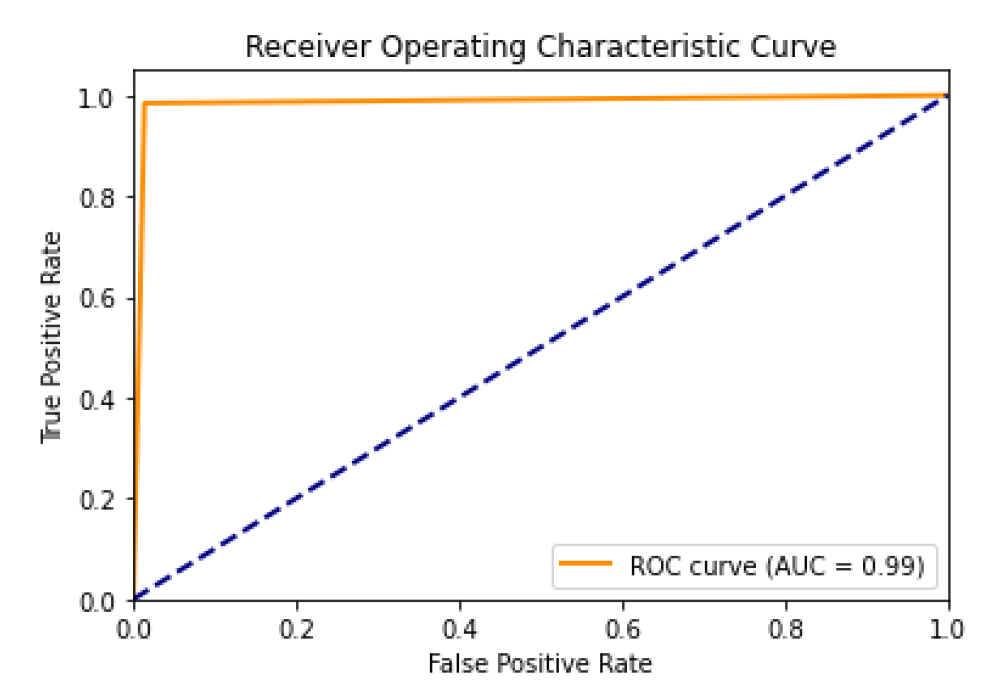 Receiver Operating Characteristic Curve
1.0
0.8
0.6
0.4
0.2
0.0
True Positive Rate
ROC curve (AUC = 0.99)
0.0 0.2 0.4 0.6 0.8 1.0
False Positive Rate